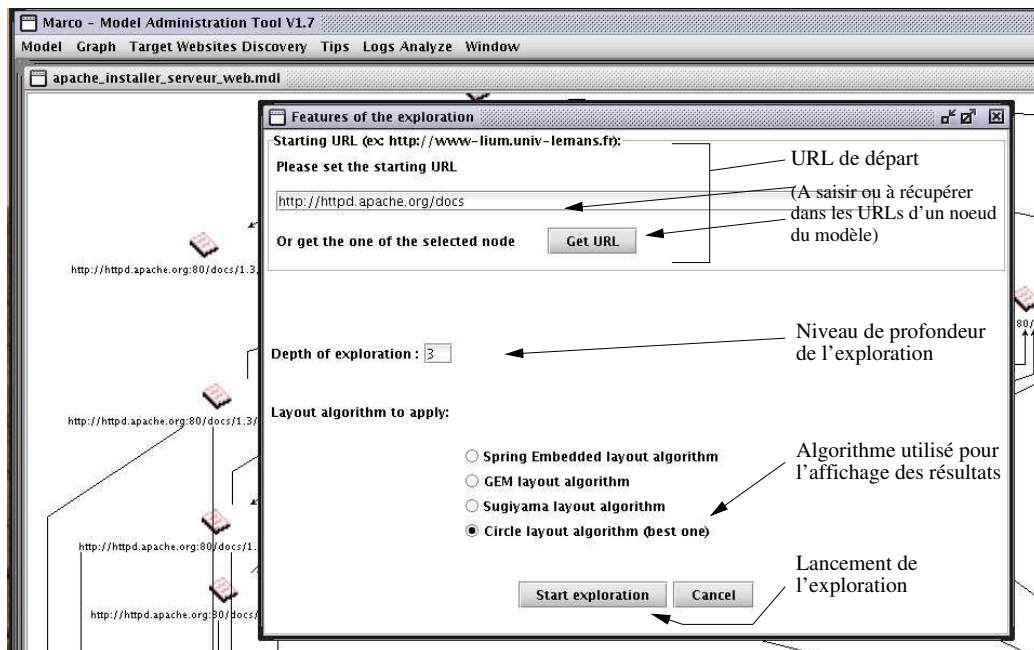 Marco - Model Administration Tool V1.7
Model Graph Target Websites Discovery Tips Logs Analyze Window
apache_installer_serveur_web.mdl
Features of the exploration
Starting URL (ex: http://www-lium.univ-lemans.fr):
Please set the starting URL
http://httpd.apache.org/docs
Or get the one of the selected node
Get URL
URL de départ
(A saisir ou à récupérer
dans les URLs d'un noeud
du modèle)
http://httpd.apache.org:80/docs/1.3,
80/
Depth of exploration : 3
Niveau de profondeur
de l'exploration
http://httpd.apache.org:80/docs/1.3/
Layout algorithm to apply:
Spring Embedded layout algorithm
GEM layout algorithm
Sugiyama layout algorithm
Circle layout algorithm (best one)
Algorithme utilisé pour
l'affichage des résultats
http://httpd.apache.org:80/docs/1.
Start exploration
Cancel
Lancement de
l'exploration
http://httpd.apache.org:80/docs/